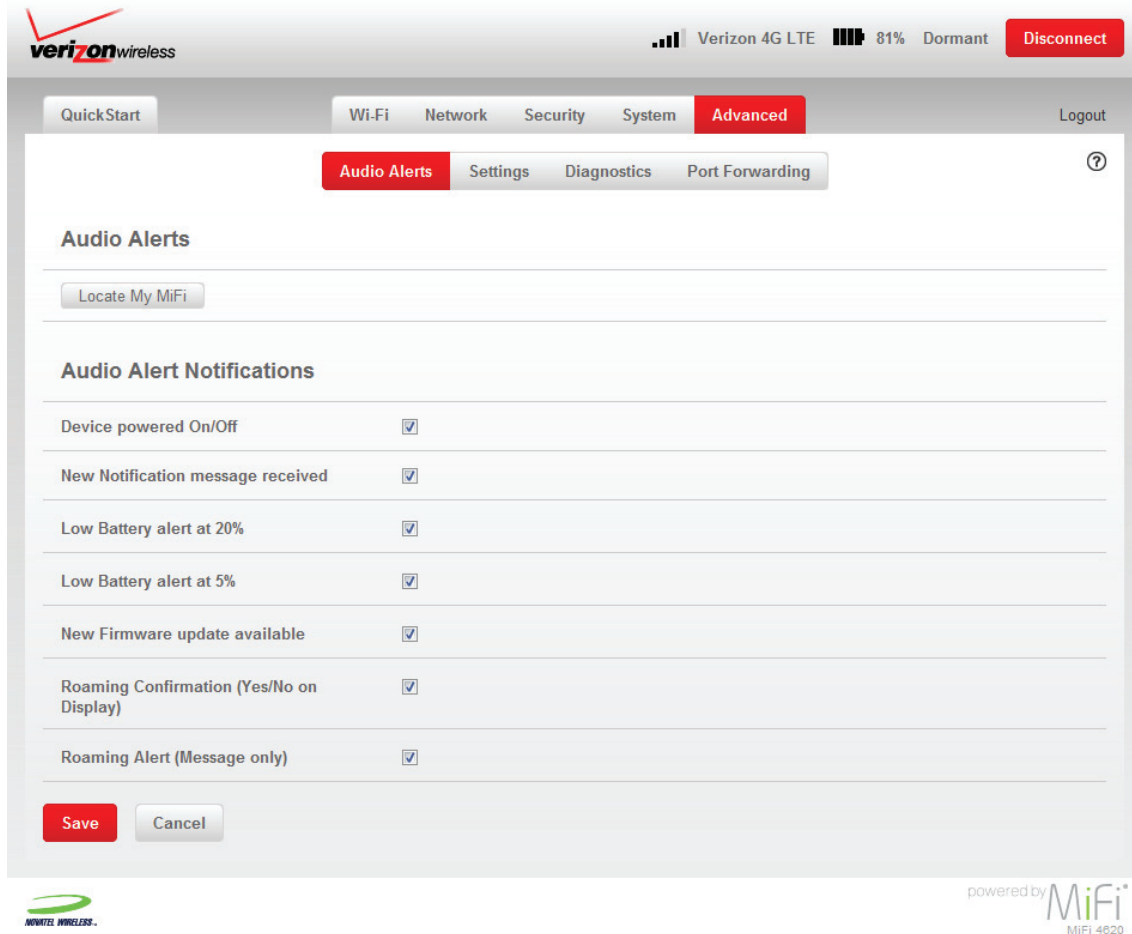 verizonwireless
Verizon 4G LTE 81% Dormant Disconnect
QuickStart Wi-Fi Network Security System Advanced Logout
Audio Alerts Settings Diagnostics Port Forwarding ?
Audio Alerts
Locate My MiFi
Audio Alert Notifications
Device powered On/Off
New Notification message received
Low Battery alert at 20%
Low Battery alert at 5%
New Firmware update available
Roaming Confirmation (Yes/No on
Display)
Roaming Alert (Message only)
Save Cancel
NOVATEL WIRELESS
powered by MiFi
MiFi 4620